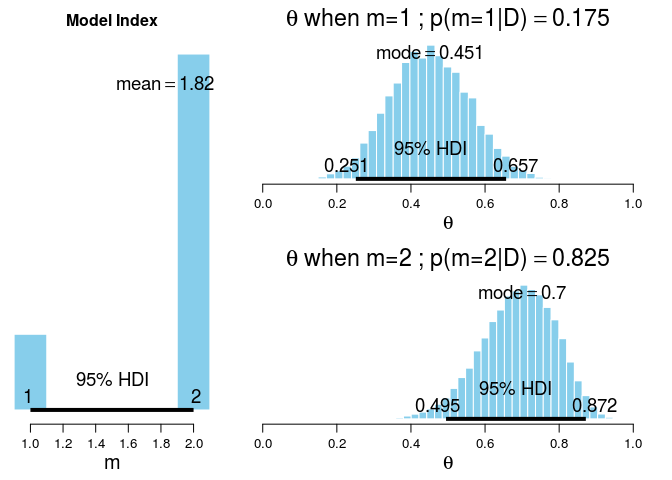 Model Index
mean = 1.82
95% HDI
1 2
1.0 1.2 1.4 1.6 1.8 2.0
m
θ when m=1 ; p(m=1|D) = 0.175
mode = 0.451
95% HDI
0.251 0.657
0.0 0.2 0.4 0.6 0.8 1.0
θ
θ when m=2 ; p(m=2|D) = 0.825
mode = 0.7
95% HDI
0.495 0.872
0.0 0.2 0.4 0.6 0.8 1.0
θ